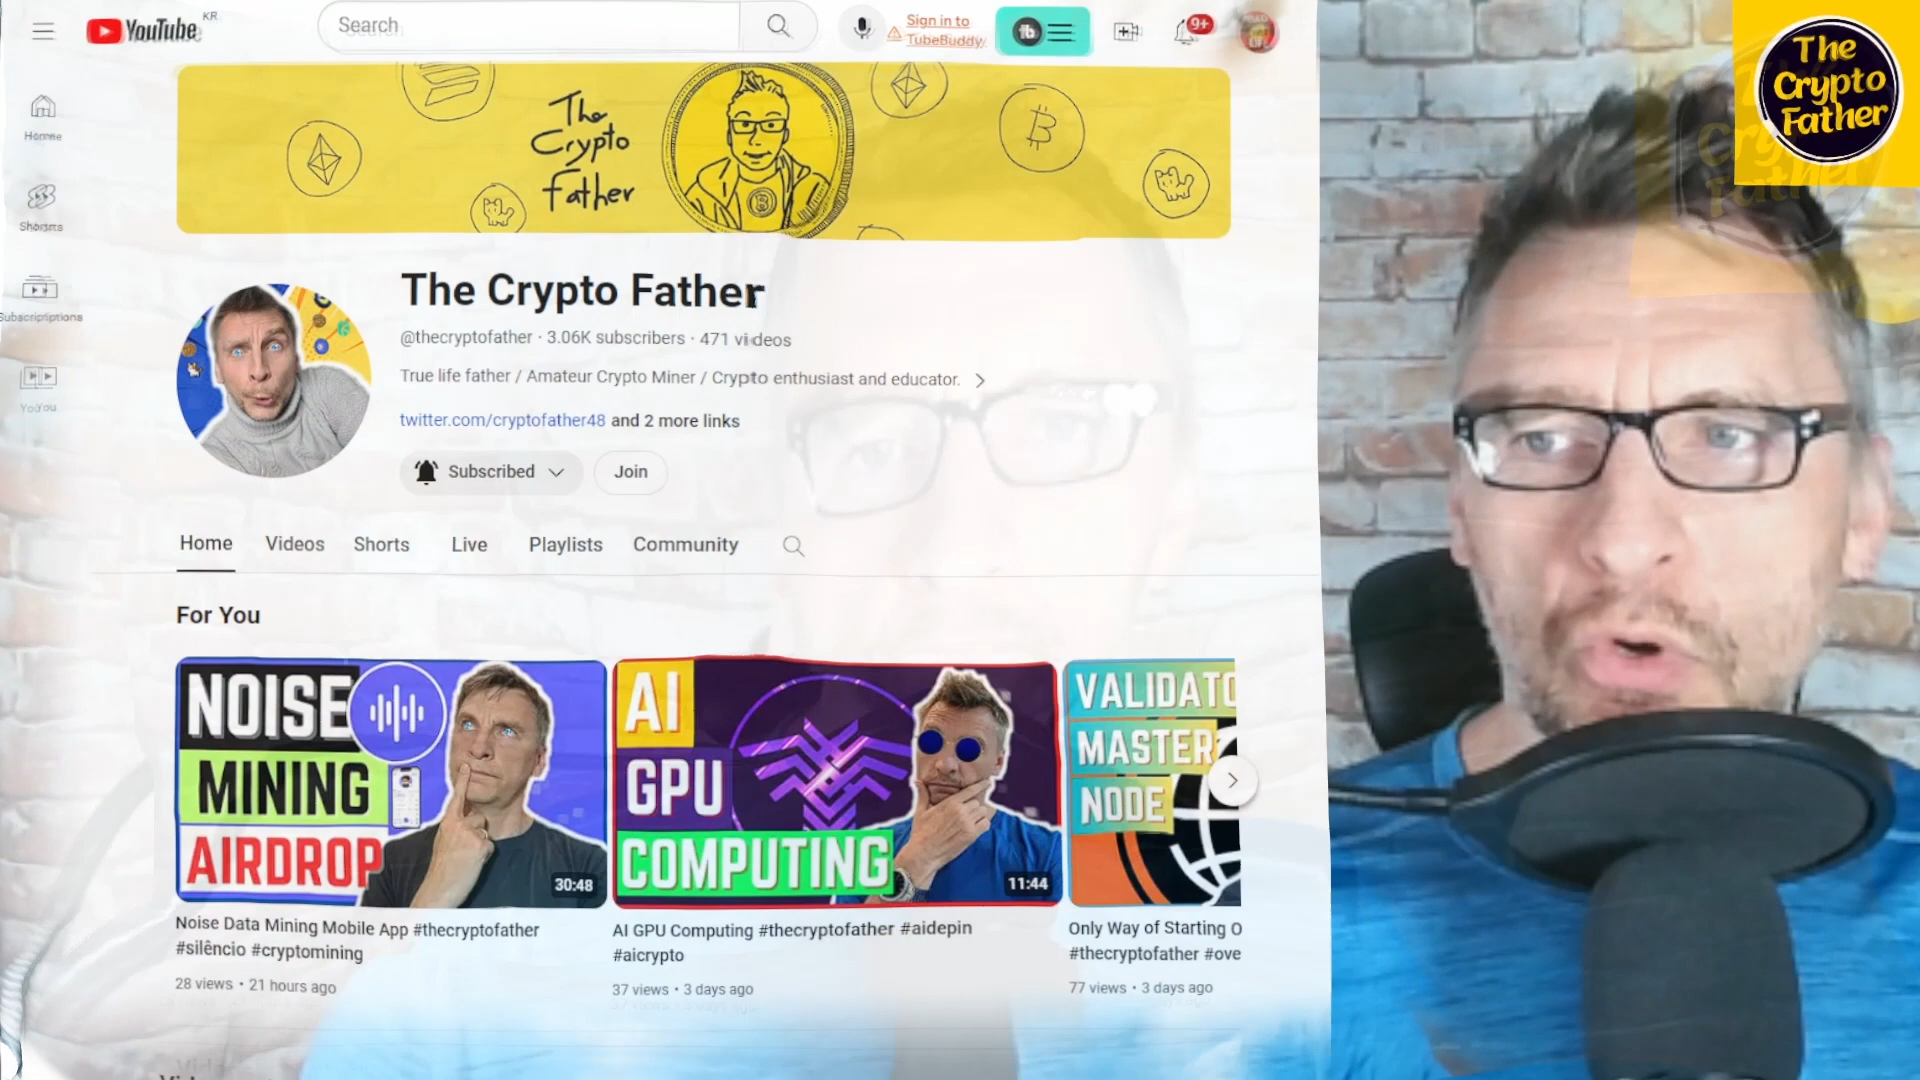 YouTube KR
Search
Sign in to
TubeBuddy
9+
The
Crypto
Father
Home
Shorts
Subscriptions
You
The
Crypto
Father
The Crypto Father
@thecryptofather · 3.06K subscribers · 471 videos
True life father / Amateur Crypto Miner / Crypto enthusiast and educator.
twitter.com/cryptofather48 and 2 more links
Subscribed
Join
Home Videos Shorts Live Playlists Community
For You
NOISE
MINING
AIRDROP
30:48
AI
GPU
COMPUTING
11:44
VALIDATO
MASTER
NODE
Noise Data Mining Mobile App #thecryptofather
#silêncio #cryptomining
28 views • 21 hours ago
AI GPU Computing #thecryptofather #aidepin
#aicrypto
37 views • 3 days ago
Only Way of Starting O
#thecryptofather #ove
77 views • 3 days ago